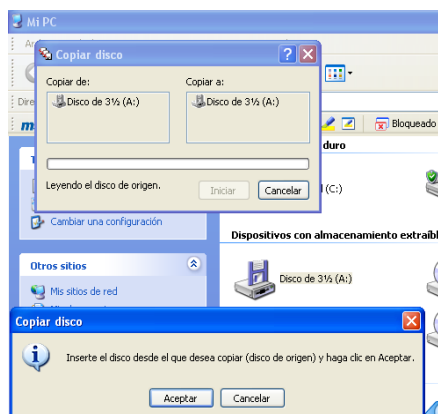 Mi PC
Copiar disco
Copiar de:
Copiar a:
Disco de 3½ (A:)
Disco de 3½ (A:)
Leyendo el disco de origen.
Iniciar
Cancelar
Bloqueado
duro
(C:)
Cambiar una configuración
Dispositivos con almacenamiento extraíbl
Otros sitios
Mis sitios de red
Disco de 3½ (A:)
Copiar disco
Inserte el disco desde el que desea copiar (disco de origen) y haga clic en Aceptar.
Aceptar
Cancelar